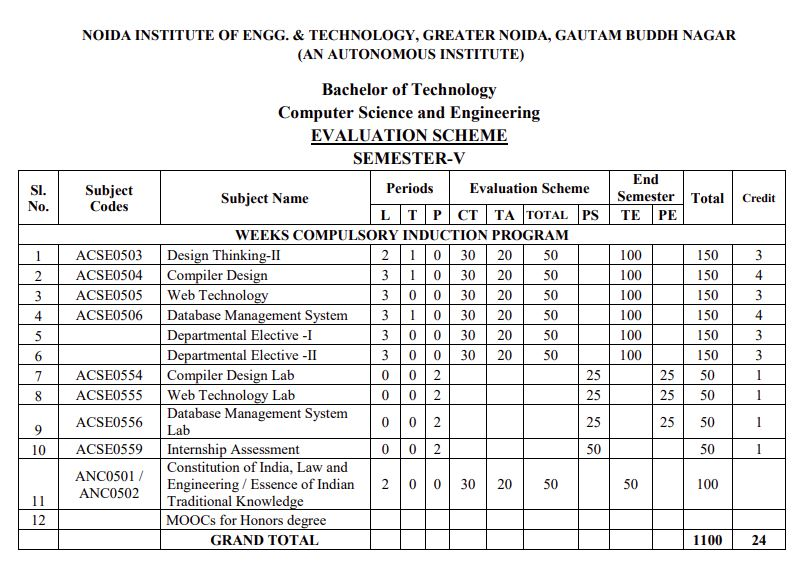 NOIDA INSTITUTE OF ENGG. & TECHNOLOGY, GREATER NOIDA, GAUTAM BUDDH NAGAR
(AN AUTONOMOUS INSTITUTE)
Bachelor of Technology
Computer Science and Engineering
EVALUATION SCHEME
SEMESTER-V
Sl. No. Subject Codes Subject Name Periods Evaluation Scheme End Semester Total Credit
L T P CT TA TOTAL PS TE PE
WEEKS COMPULSORY INDUCTION PROGRAM
1 ACSE0503 Design Thinking-II 2 1 0 30 20 50 100 150 3
2 ACSE0504 Compiler Design 3 1 0 30 20 50 100 150 4
3 ACSE0505 Web Technology 3 0 0 30 20 50 100 150 3
4 ACSE0506 Database Management System 3 1 0 30 20 50 100 150 4
5 Departmental Elective -I 3 0 0 30 20 50 100 150 3
6 Departmental Elective -II 3 0 0 30 20 50 100 150 3
7 ACSE0554 Compiler Design Lab 0 0 2 25 25 50 1
8 ACSE0555 Web Technology Lab 0 0 2 25 25 50 1
9 ACSE0556 Database Management System Lab 0 0 2 25 25 50 1
10 ACSE0559 Internship Assessment 0 0 2 50 50 1
11 ANC0501 / ANC0502 Constitution of India, Law and Engineering / Essence of Indian Traditional Knowledge 2 0 0 30 20 50 50 100
12 MOOCs for Honors degree
GRAND TOTAL 1100 24